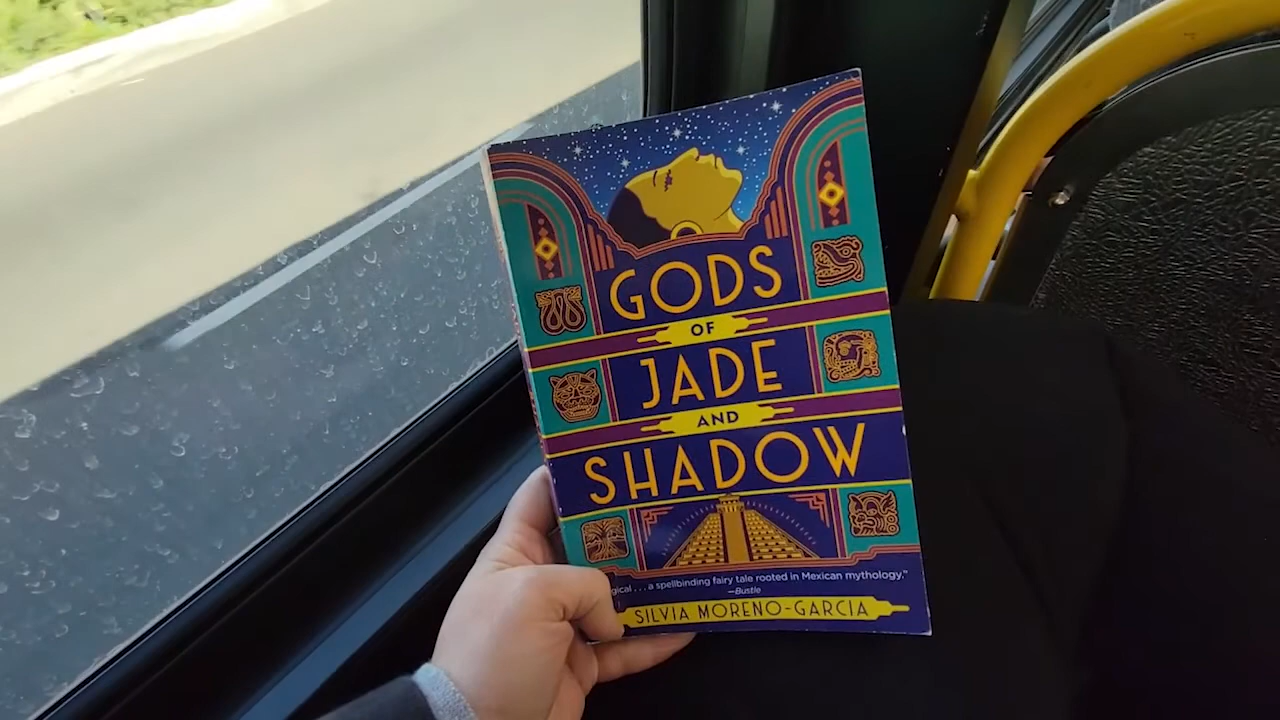 GODS
OF
JADE
AND
SHADOW
gical . . . a spellbinding fairy tale rooted in Mexican mythology.”
—Bustle
SILVIA MORENO-GARCIA